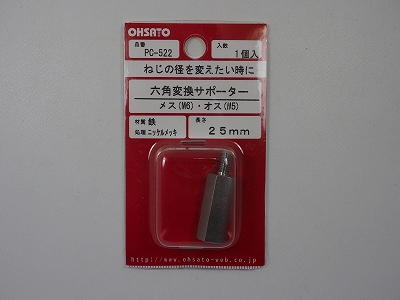 OHSATO
品番
PC-522
入数
1個入
ねじの径を変えたい時に
六角変換サポーター
メス(M6)・オス(M5)
材質 鉄
処理 ニッケルメッキ
長さ
25mm
http://www.ohsato-web.co.jp